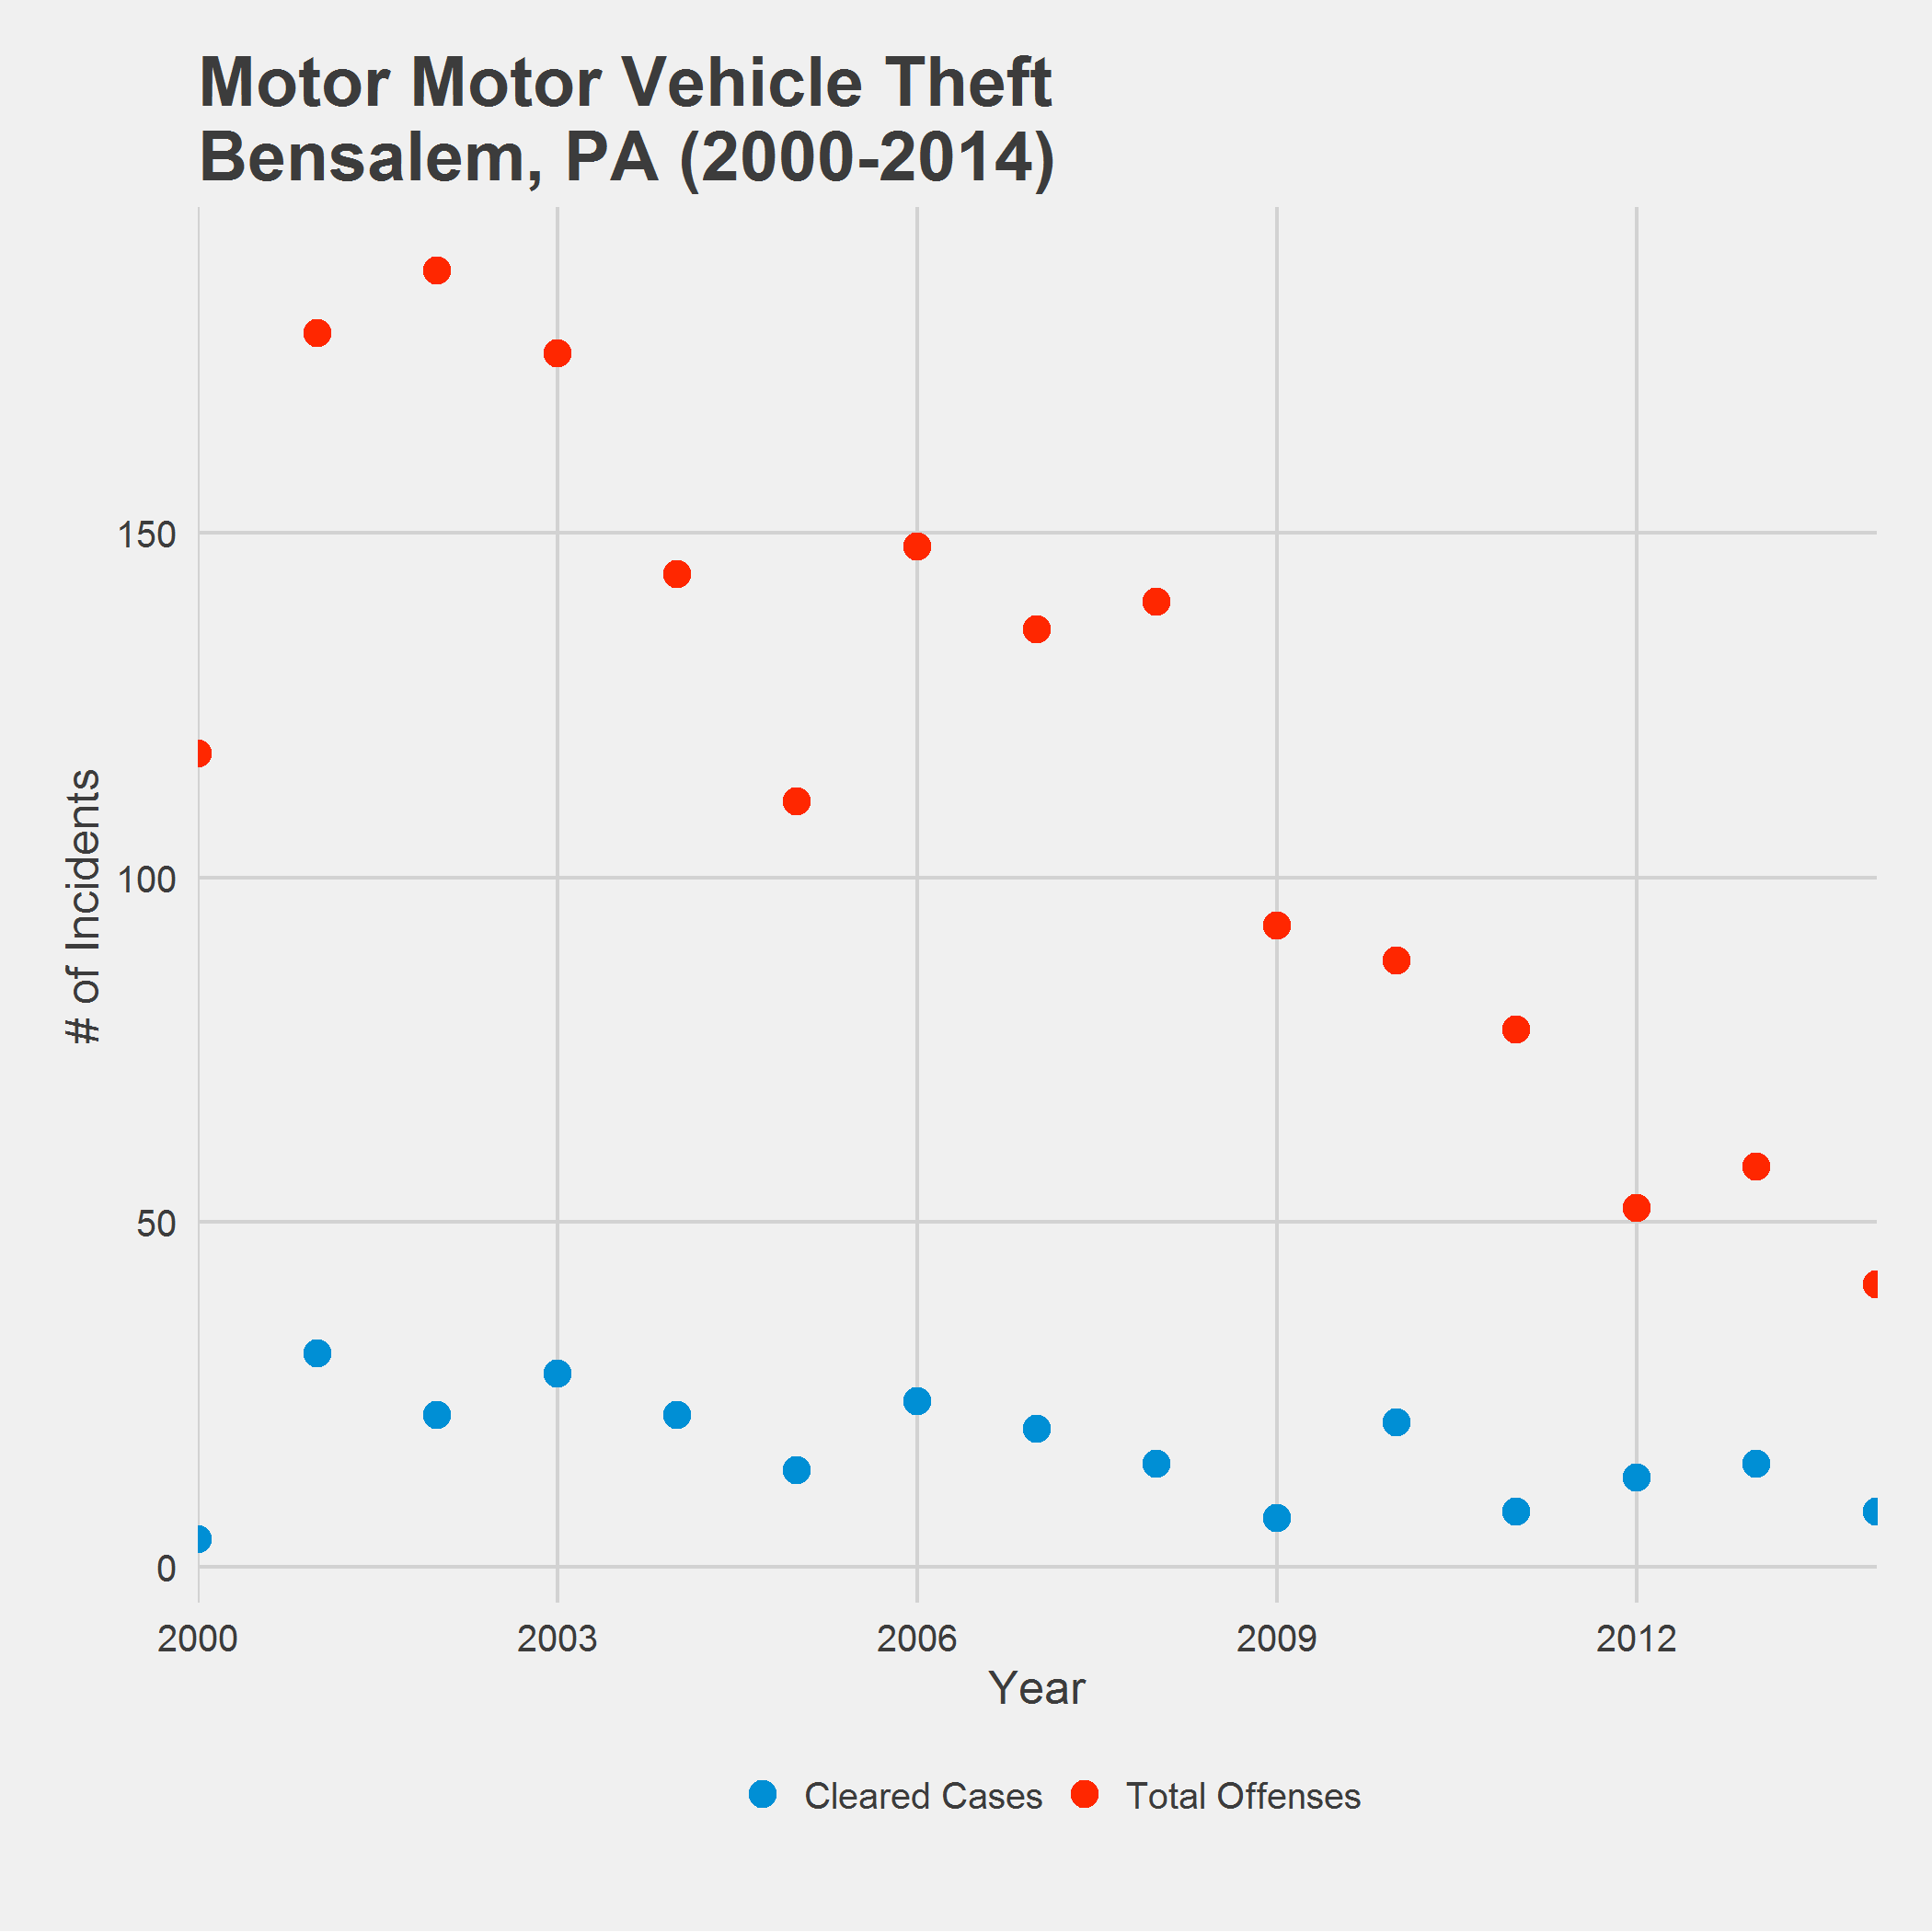 Motor Motor Vehicle Theft
Bensalem, PA (2000-2014)
# of Incidents
150
100
50
0
2000 2003 2006 2009 2012
Year
Cleared Cases Total Offenses